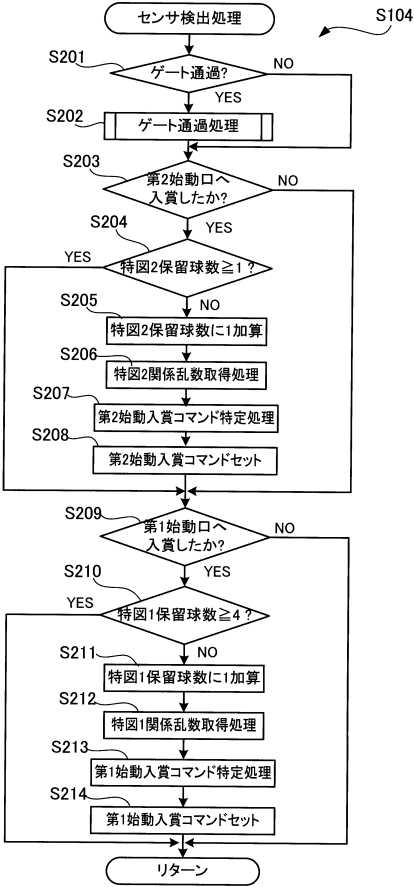 センサ検出処理
S104
S201
ゲート通過?
NO
YES
S202
ゲート通過処理
S203
第2始動口へ
入賞したか?
NO
YES
S204
YES
特図2保留球数≧1?
NO
S205
特図2保留球数に1加算
S206
特図2関係乱数取得処理
S207
第2始動入賞コマンド特定処理
S208
第2始動入賞コマンドセット
S209
第1始動口へ
入賞したか?
NO
YES
S210
YES
特図1保留球数≧4?
NO
S211
特図1保留球数に1加算
S212
特図1関係乱数取得処理
S213
第1始動入賞コマンド特定処理
S214
第1始動入賞コマンドセット
リターン